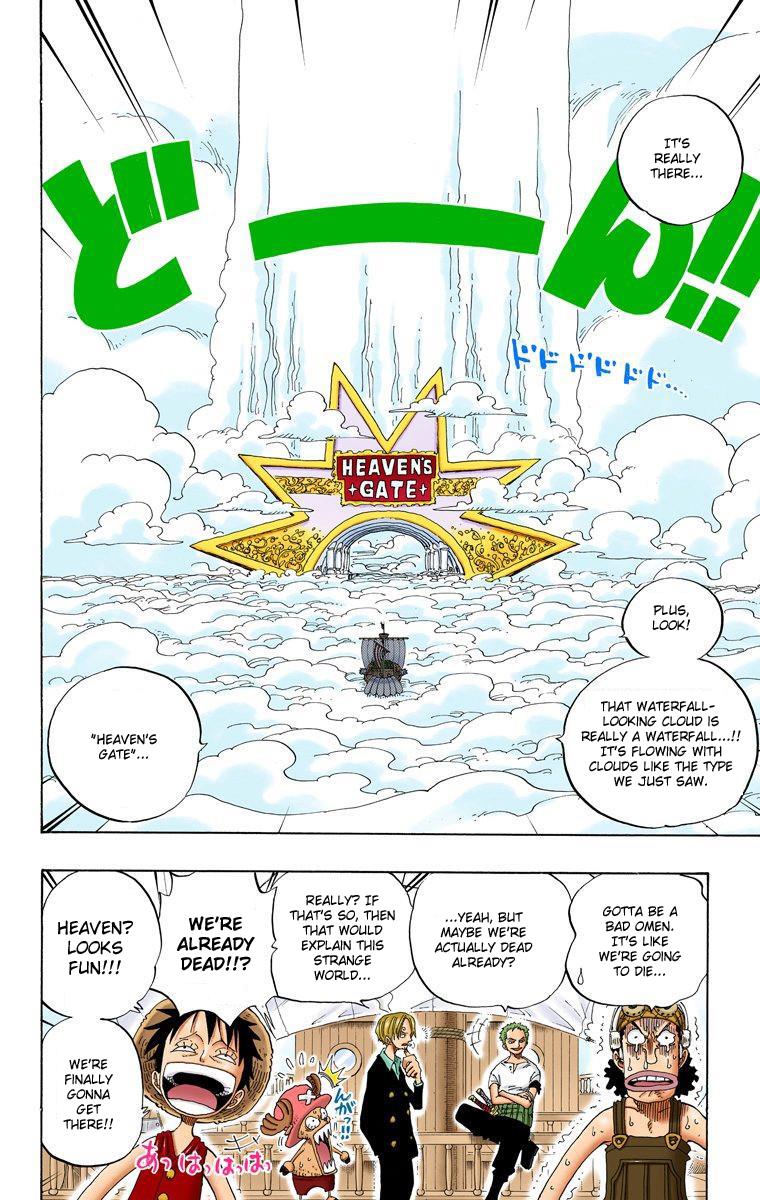 IT'S
REALLY
THERE...
どーん!!
ドドドドドド...
HEAVEN'S
+GATE+
PLUS,
LOOK!
THAT WATERFALL-
LOOKING CLOUD IS
REALLY A WATERFALL...!!
IT'S FLOWING WITH
CLOUDS LIKE THE TYPE
WE JUST SAW.
"HEAVEN'S
GATE"...
GOTTA BE A
BAD OMEN.
IT'S LIKE
WE'RE GOING
TO DIE...
...YEAH, BUT
MAYBE WE'RE
ACTUALLY DEAD
ALREADY?
REALLY? IF
THAT'S SO, THEN
THAT WOULD
EXPLAIN THIS
STRANGE
WORLD...
WE'RE
ALREADY
DEAD!!?
んがっ!!
HEAVEN?
LOOKS
FUN!!!
WE'RE
FINALLY
GONNA
GET
THERE!!
あっはっはっはっ